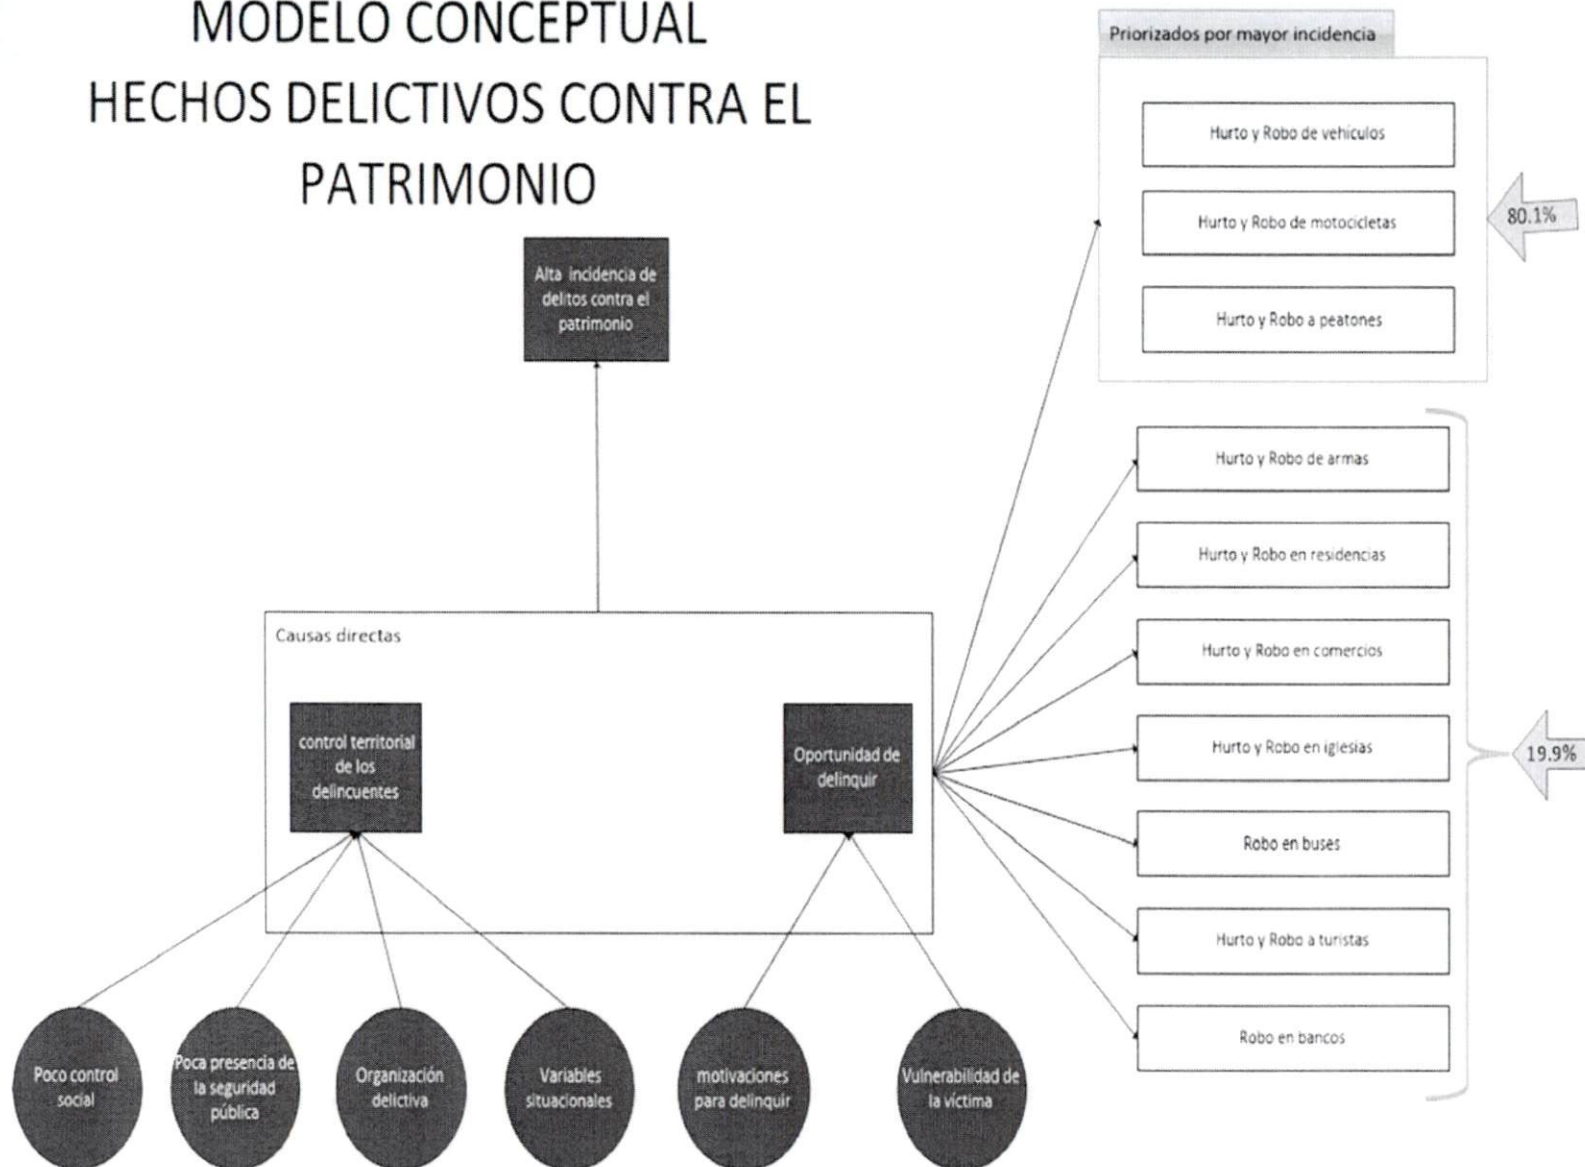 MODELO CONCEPTUAL
HECHOS DELICTIVOS CONTRA EL
PATRIMONIO
Alta incidencia de
delitos contra el
patrimonio
Causas directas
control territorial
de los
delincuentes
Oportunidad de
delinquir
Poco control
social
Poca presencia de
la seguridad
pública
Organización
delictiva
Variables
situacionales
motivaciones
para delinquir
Vulnerabilidad de
la víctima
Priorizados por mayor incidencia
Hurto y Robo de vehículos
Hurto y Robo de motocicletas
Hurto y Robo a peatones
80.1%
Hurto y Robo de armas
Hurto y Robo en residencias
Hurto y Robo en comercios
Hurto y Robo en iglesias
Robo en buses
Hurto y Robo a turistas
Robo en bancos
19.9%